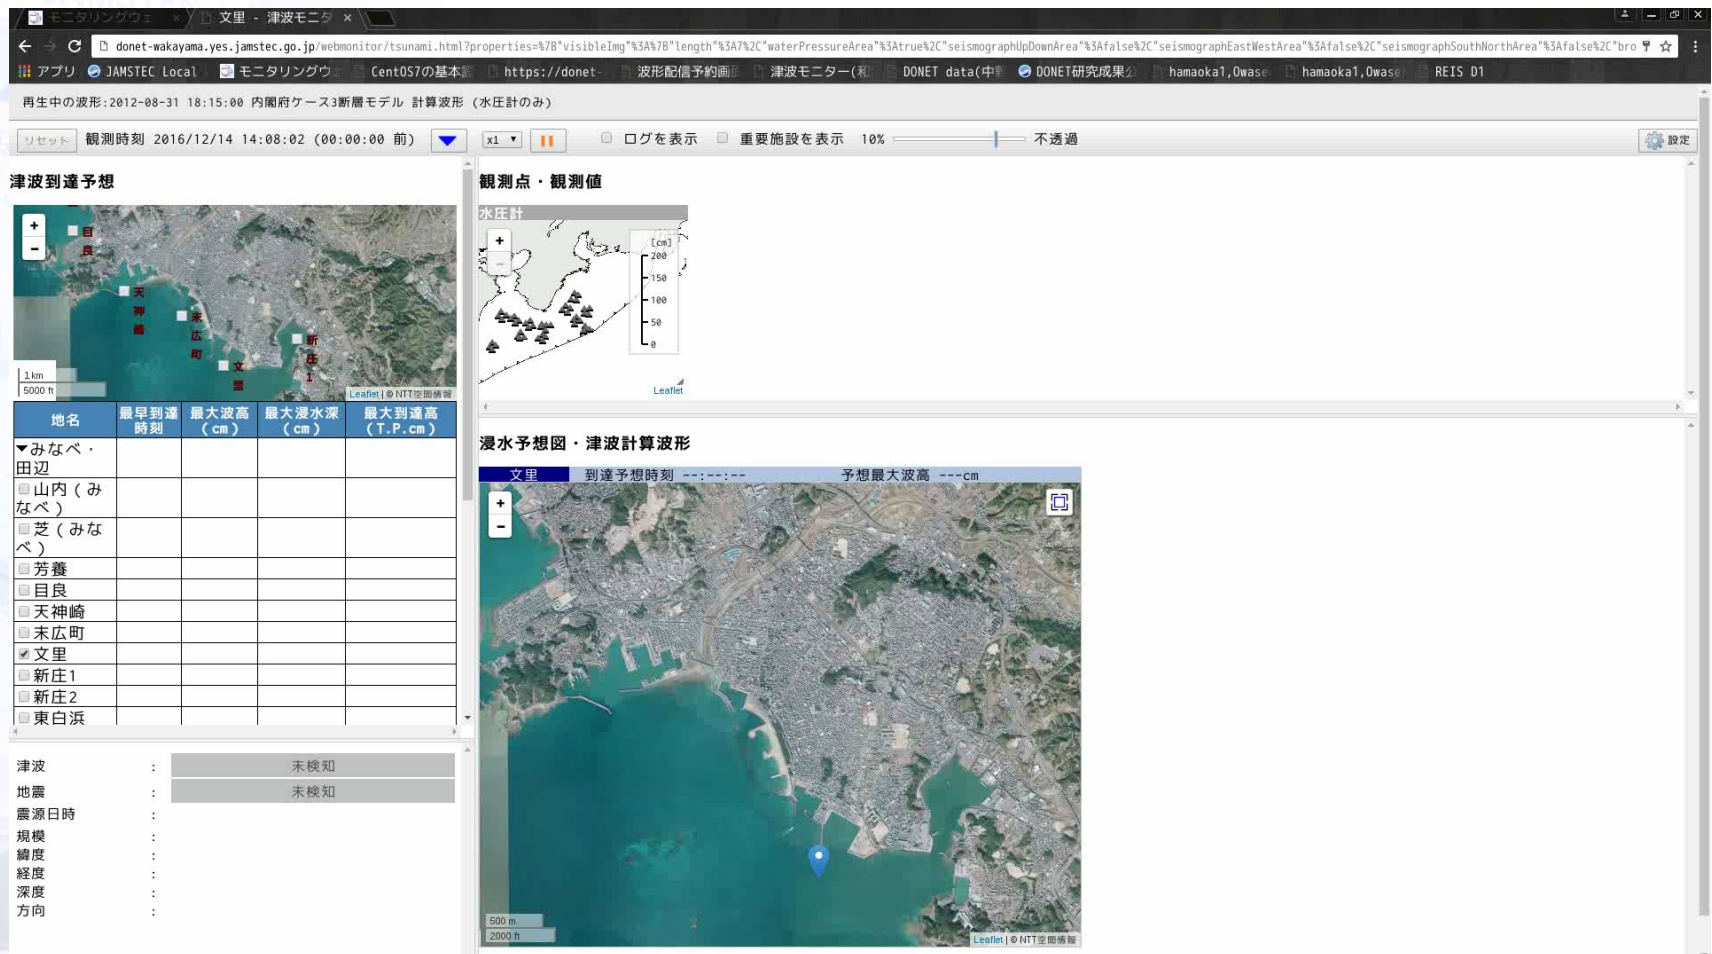 文里 - 津波モニタ
donet-wakayama.yes.jamstec.go.jp/webmonitor/tsunami.html?properties=%7B"visibleImg"%3A%7B"length"%3A7%2C"waterPressureArea"%3Atrue%2C"seismographUpDownArea"%3Afalse%2C"seismographEastWestArea"%3Afalse%2C"seismographSouthNorthArea"%3Afalse%2C"bro
アプリ JAMSTEC Local モニタリングウ CentOS7の基本 https://donet- 波形配信予約画 津波モニター(和 DONET data(中 DONET研究成果公 hamaoka1,Owase hamaoka1,Owase REIS D1
再生中の波形:2012-08-31 18:15:00 内閣府ケース3断層モデル 計算波形 (水圧計のみ)
リセット 観測時刻 2016/12/14 14:08:02 (00:00:00 前) x1 ログを表示 重要施設を表示 10% 不透過 設定
津波到達予想
+
-
目良
天神崎
末広町
新庄1
文里
1 km
5000 ft
Leaflet | © NTT空間情報
地名 最早到達時刻 最大波高(cm) 最大浸水深(cm) 最大到達高(T.P.cm)
▼みなべ・
田辺
山内(み
なべ)
芝(みな
べ)
芳養
目良
天神崎
末広町
文里
新庄1
新庄2
東白浜
津波 : 未検知
地震 : 未検知
震源日時 :
規模 :
緯度 :
経度 :
深度 :
方向 :
観測点・観測値
水圧計
+
-
[cm]
200
150
100
50
0
Leaflet
浸水予想図・津波計算波形
文里 到達予想時刻 --:--:-- 予想最大波高 ---cm
+
-
500 m
2000 ft
Leaflet | © NTT空間情報